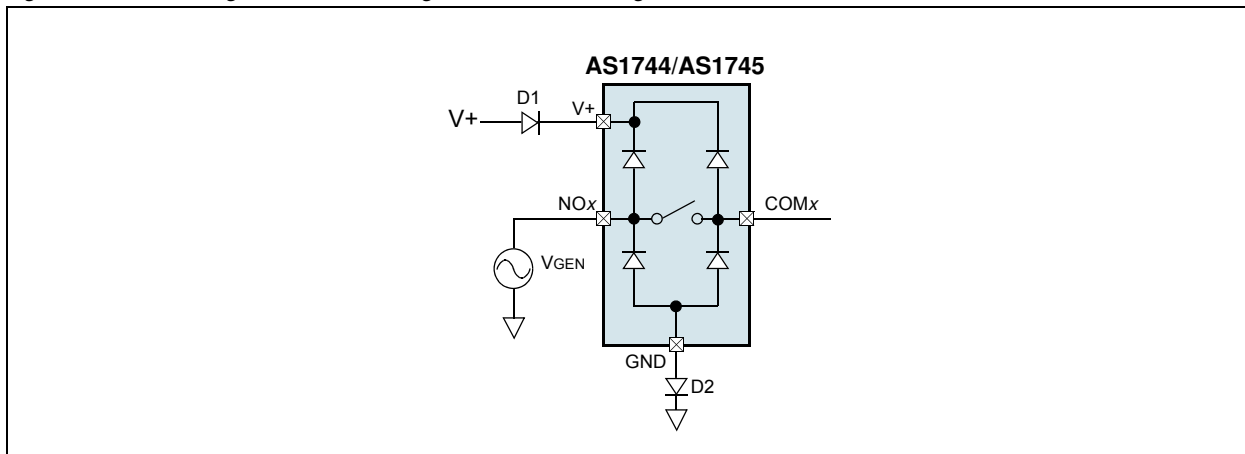 AS1744/AS1745
D1
V+
V+
NOx
COMx
VGEN
GND
D2